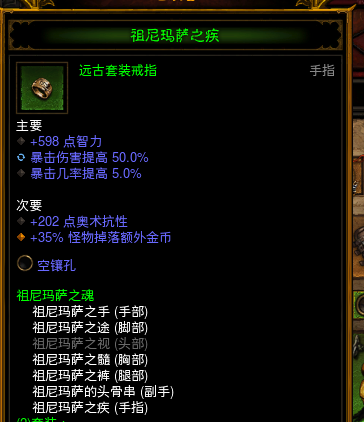 祖尼玛萨之疾
远古套装戒指 手指
主要
+598 点智力
暴击伤害提高 50.0%
暴击几率提高 5.0%
次要
+202 点奥术抗性
+35% 怪物掉落额外金币
空镶孔
祖尼玛萨之魂
祖尼玛萨之手 (手部)
祖尼玛萨之途 (脚部)
祖尼玛萨之视 (头部)
祖尼玛萨之髓 (胸部)
祖尼玛萨之裤 (腿部)
祖尼玛萨的头骨串 (副手)
祖尼玛萨之疾 (手指)